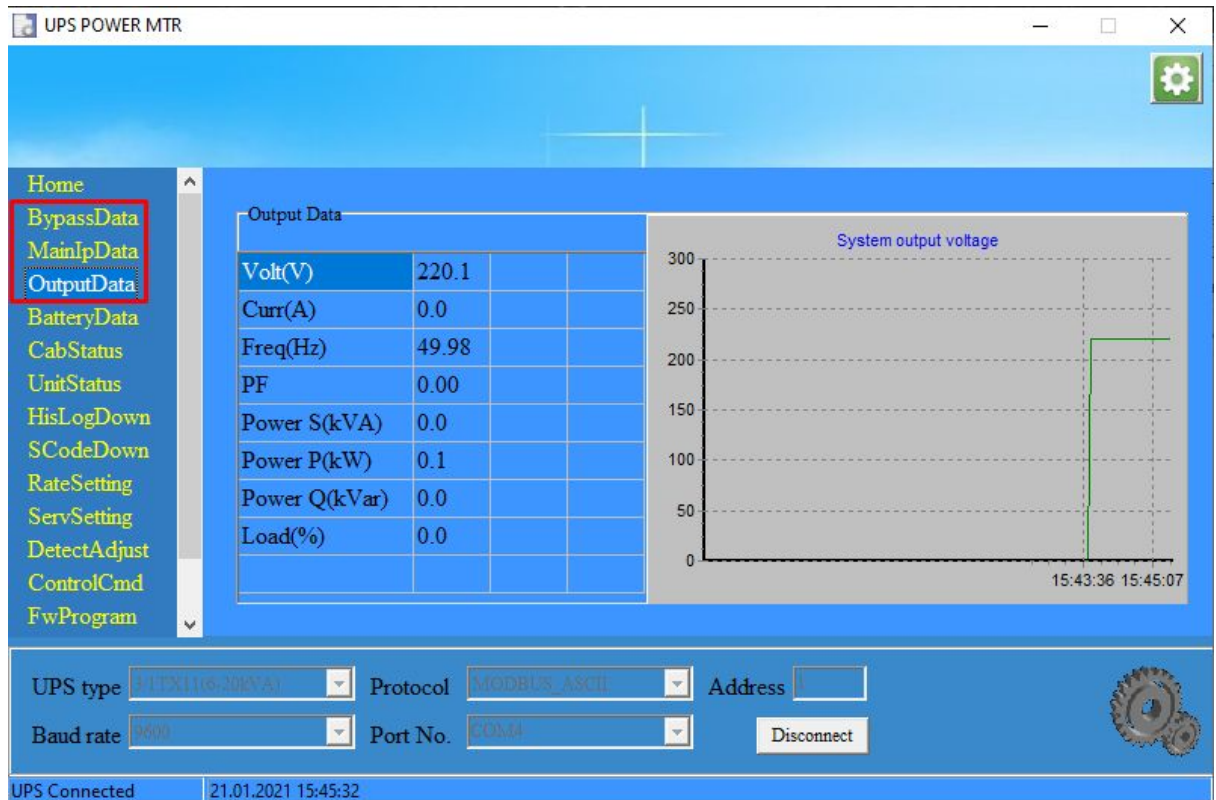 UPS POWER MTR
Home
BypassData
MainIpData
OutputData
BatteryData
CabStatus
UnitStatus
HisLogDown
SCodeDown
RateSetting
ServSetting
DetectAdjust
ControlCmd
FwProgram
Output Data
Volt(V) 220.1
Curr(A) 0.0
Freq(Hz) 49.98
PF 0.00
Power S(kVA) 0.0
Power P(kW) 0.1
Power Q(kVar) 0.0
Load(%) 0.0
System output voltage
300
250
200
150
100
50
0
15:43:36 15:45:07
UPS type 3/1TX11(6-20kVA) Protocol MODBUS_ASCII Address 1
Baud rate 9600 Port No. COM4 Disconnect
UPS Connected 21.01.2021 15:45:32